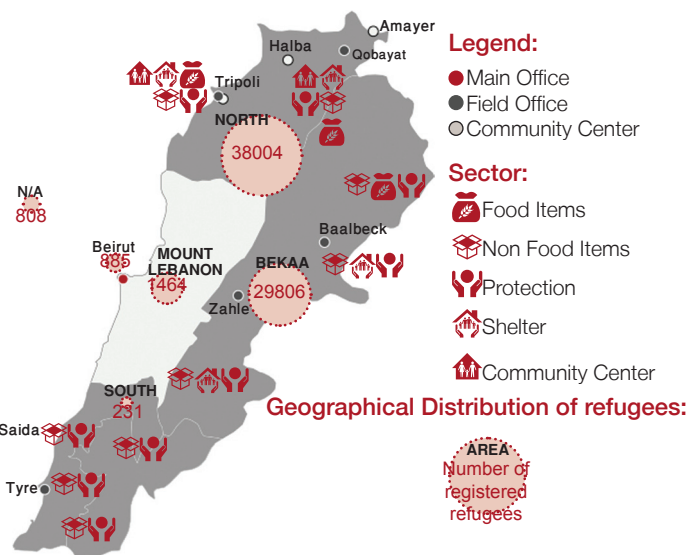 Amayer
Halba
Qobayat
Tripoli
NORTH
38004
N/A
808
Beirut
885
MOUNT
LEBANON
1464
Baalbeck
BEKAA
29806
Zahle
SOUTH
231
Saida
Tyre
Legend:
Main Office
Field Office
Community Center
Sector:
Food Items
Non Food Items
Protection
Shelter
Community Center
Geographical Distribution of refugees:
AREA
Number of
registered
refugees